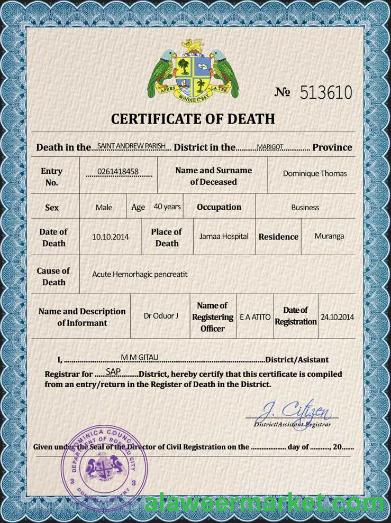 № 513610
CERTIFICATE OF DEATH
Death in the SAINT ANDREW PARISH District in the MARIGOT Province
Entry No. 0261418458 Name and Surname of Deceased Dominique Thomas
Sex Male Age 40 years Occupation Business
Date of Death 10.10.2014 Place of Death Jamaa Hospital Residence Muranga
Cause of Death Acute Hemorhagic pencreatit
Name and Description of Informant Dr Oduor J Name of Registering Officer E A ATITO Date of Registration 24.10.2014
I, M M GITAU District/Asistant
Registrar for SAP District, hereby certify that this certificate is compiled
from an entry/return in the Register of Death in the District.
J. Citizen
District/Assistant Registrar
Given under the Seal of the Director of Civil Registration on the day of , 20
DOMINICA COUNCIL
alaweermarket.com